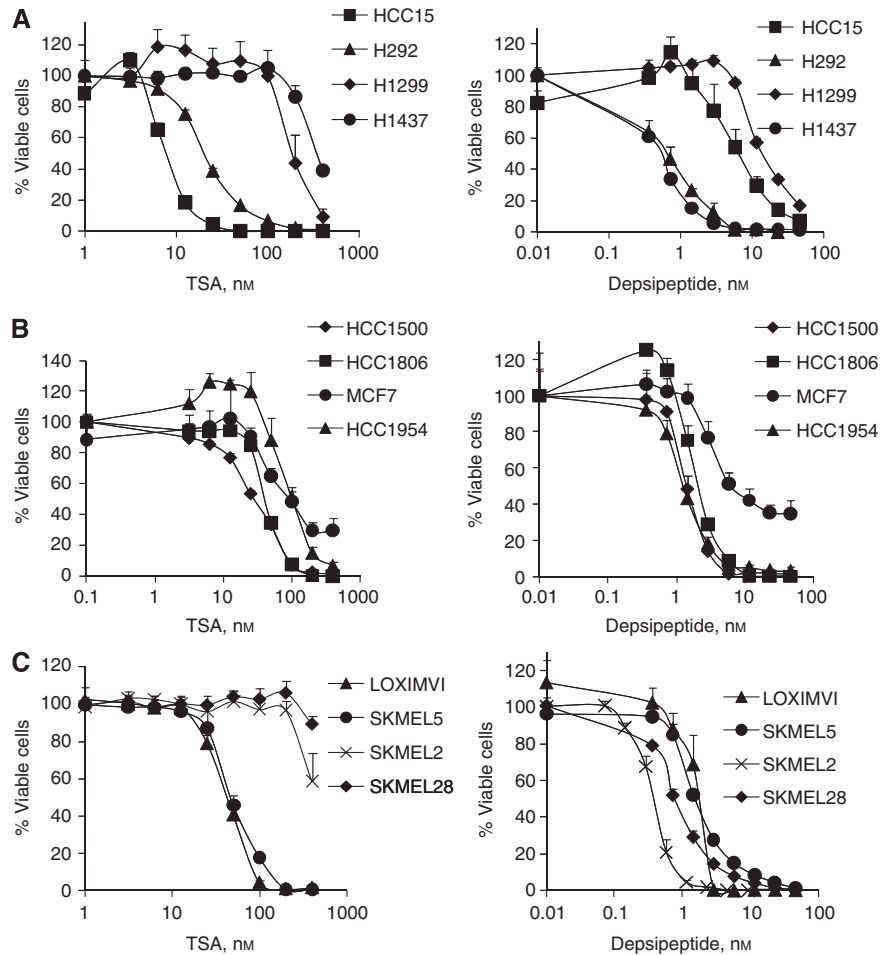 A
120
100
80
60
40
20
0
% Viable cells
1
10
100
1000
TSA, nM
HCC15
H292
H1299
H1437
120
100
80
60
40
20
0
% Viable cells
0.01
0.1
1
10
100
Depsipeptide, nM
HCC15
H292
H1299
H1437
B
140
120
100
80
60
40
20
0
% Viable cells
0.1
1
10
100
1000
TSA, nM
HCC1500
HCC1806
MCF7
HCC1954
120
100
80
60
40
20
0
% Viable cells
0.01
0.1
1
10
100
Depsipeptide, nM
HCC1500
HCC1806
MCF7
HCC1954
C
120
100
80
60
40
20
0
% Viable cells
1
10
100
1000
TSA, nM
LOXIMVI
SKMEL5
SKMEL2
SKMEL28
120
100
80
60
40
20
0
% Viable cells
0.01
0.1
1
10
100
Depsipeptide, nM
LOXIMVI
SKMEL5
SKMEL2
SKMEL28